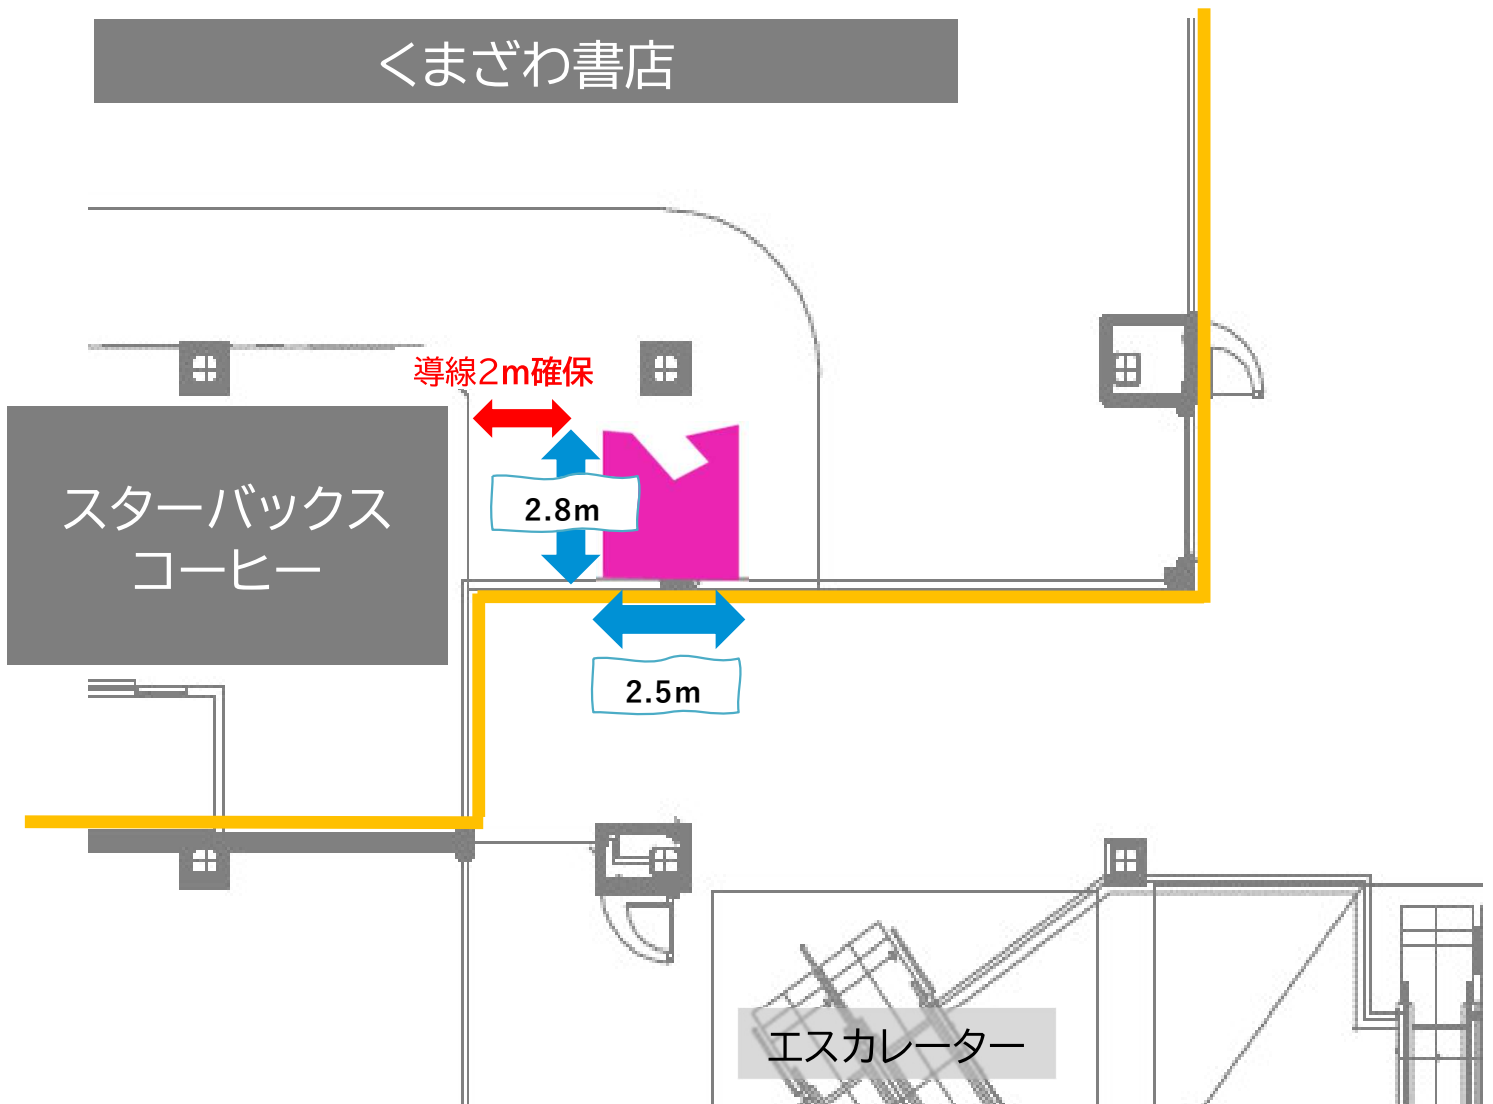 くまざわ書店
導線2m確保
スターバックス
コーヒー
2.8m
2.5m
エスカレーター